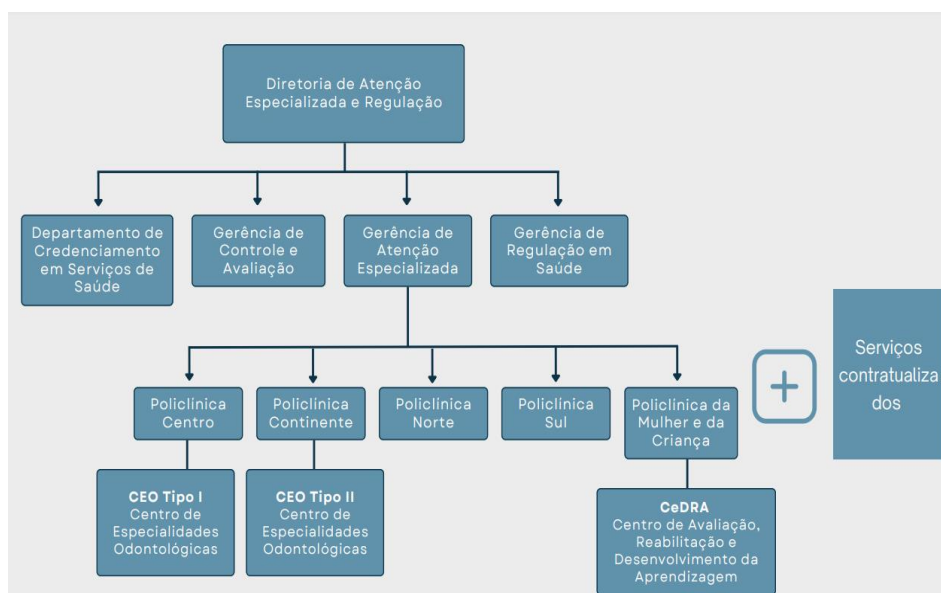 Diretoria de Atenção
Especializada e Regulação
Departamento de
Credenciamento
em Serviços de
Saúde
Gerência de
Controle e
Avaliação
Gerência de
Atenção
Especializada
Gerência de
Regulação em
Saúde
Serviços
contratualiza
dos
Policlínica
Centro
Policlínica
Continente
Policlínica
Norte
Policlínica
Sul
Policlínica da
Mulher e da
Criança
+
CEO Tipo I
Centro de
Especialidades
Odontológicas
CEO Tipo II
Centro de
Especialidades
Odontológicas
CeDRA
Centro de Avaliação,
Reabilitação e
Desenvolvimento da
Aprendizagem